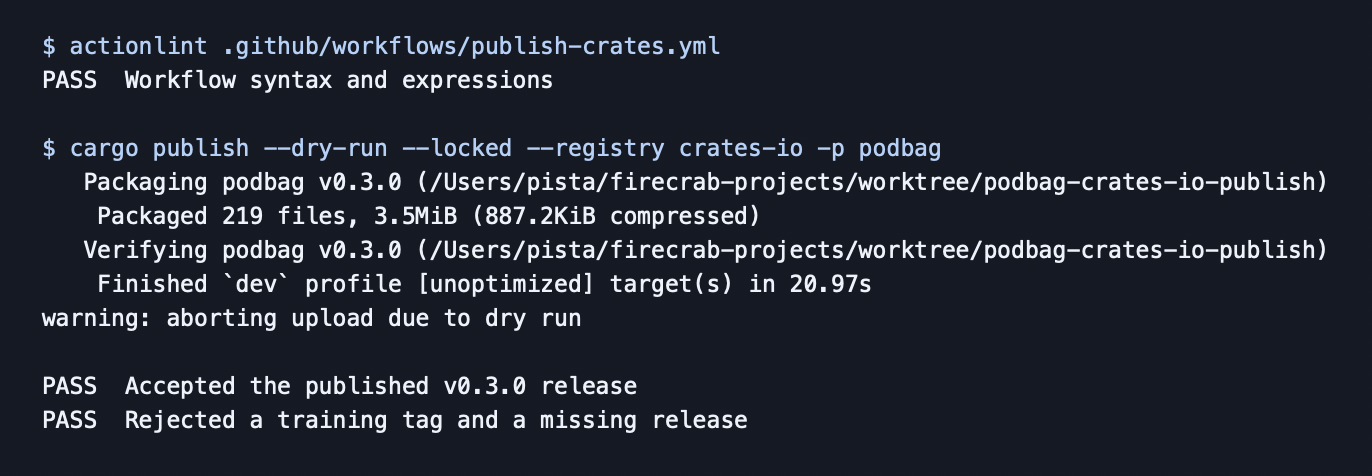 $ actionlint .github/workflows/publish-crates.yml
PASS  Workflow syntax and expressions
$ cargo publish --dry-run --locked --registry crates-io -p podbag
   Packaging podbag v0.3.0 (/Users/pista/firecrab-projects/worktree/podbag-crates-io-publish)
    Packaged 219 files, 3.5MiB (887.2KiB compressed)
   Verifying podbag v0.3.0 (/Users/pista/firecrab-projects/worktree/podbag-crates-io-publish)
    Finished `dev` profile [unoptimized] target(s) in 20.97s
warning: aborting upload due to dry run
PASS  Accepted the published v0.3.0 release
PASS  Rejected a training tag and a missing release